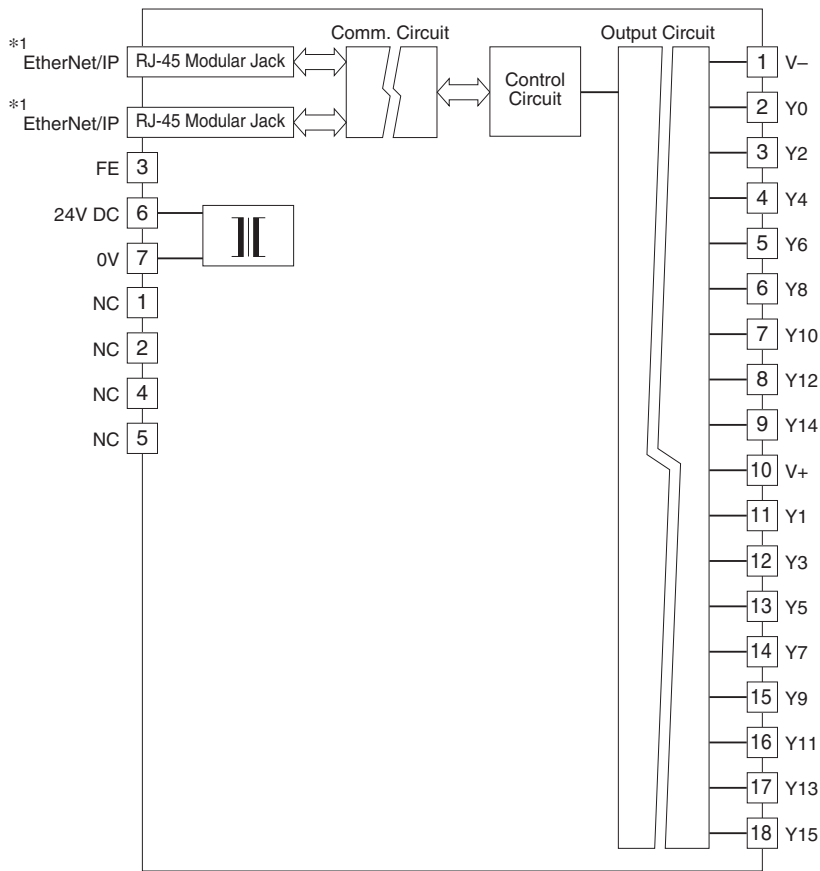 Comm. Circuit
Output Circuit
*1
EtherNet/IP
RJ-45 Modular Jack
*1
EtherNet/IP
RJ-45 Modular Jack
Control
Circuit
FE 3
24V DC 6
0V 7
NC 1
NC 2
NC 4
NC 5
1 V–
2 Y0
3 Y2
4 Y4
5 Y6
6 Y8
7 Y10
8 Y12
9 Y14
10 V+
11 Y1
12 Y3
13 Y5
14 Y7
15 Y9
16 Y11
17 Y13
18 Y15